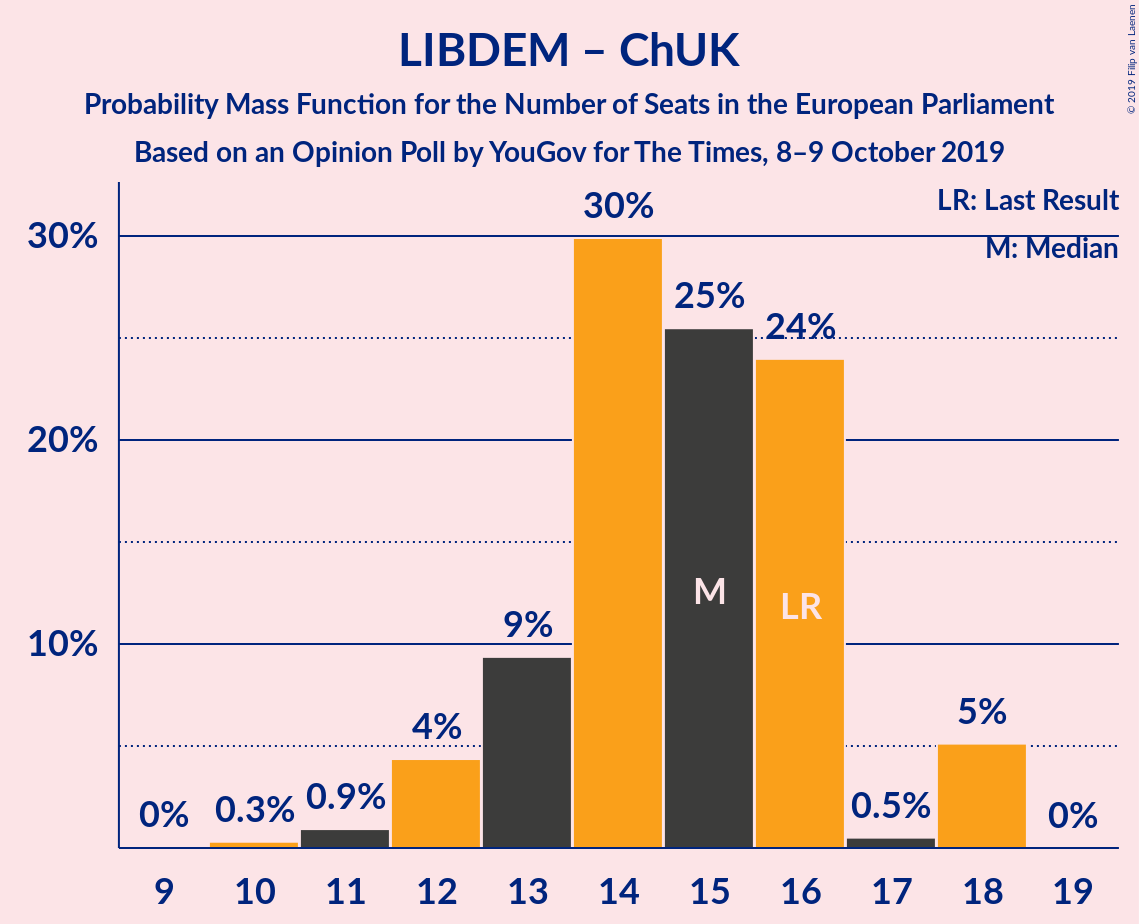 LIBDEM – ChUK
Probability Mass Function for the Number of Seats in the European Parliament
Based on an Opinion Poll by YouGov for The Times, 8–9 October 2019
© 2019 Filip van Laenen
LR: Last Result
M: Median
30%
20%
10%
0%
0.3%
0.9%
4%
9%
30%
25%
24%
0.5%
5%
0%
M
LR
9 10 11 12 13 14 15 16 17 18 19